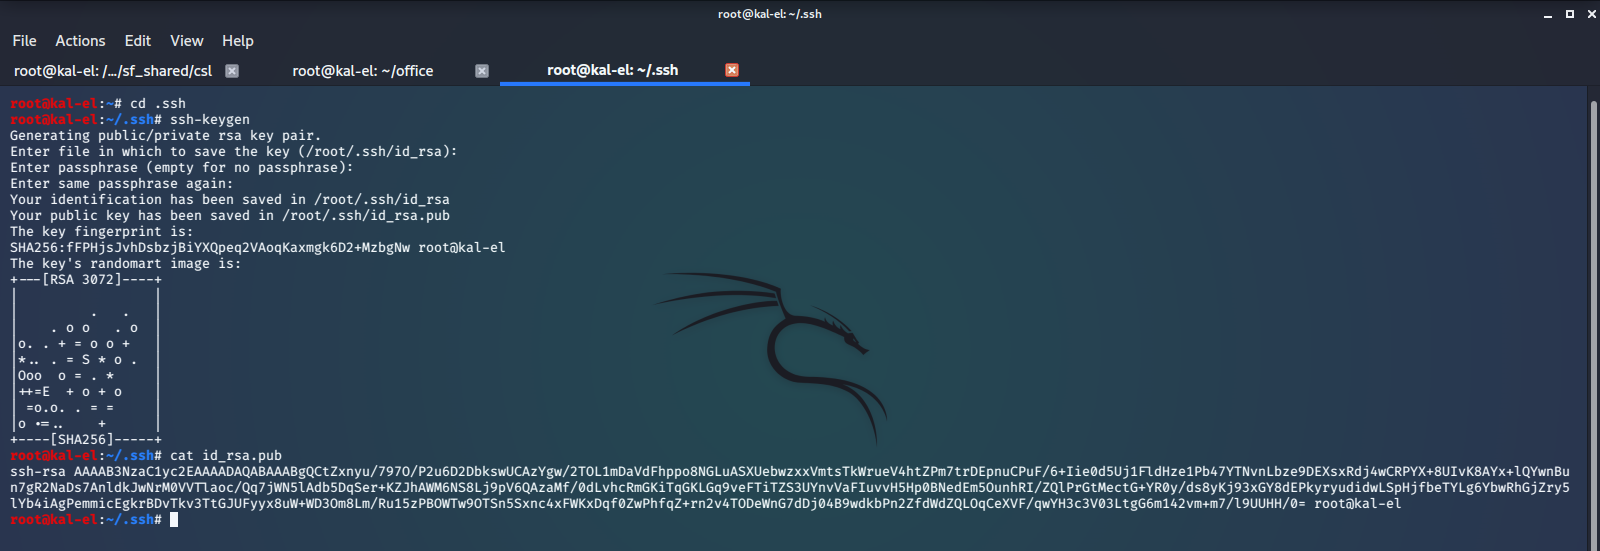 root@kal-el: ~/.ssh
File Actions Edit View Help
root@kal-el: /.../sf_shared/csl root@kal-el: ~/office root@kal-el: ~/.ssh
root@kal-el:~# cd .ssh
root@kal-el:~/.ssh# ssh-keygen
Generating public/private rsa key pair.
Enter file in which to save the key (/root/.ssh/id_rsa):
Enter passphrase (empty for no passphrase):
Enter same passphrase again:
Your identification has been saved in /root/.ssh/id_rsa
Your public key has been saved in /root/.ssh/id_rsa.pub
The key fingerprint is:
SHA256:fFPHjsJvhDsbzjBiYXQpeq2VAoqKaxmgk6D2+MzbgNw root@kal-el
The key's randomart image is:
+---[RSA 3072]----+
|                 |
|         .   .   |
|    . o o   . o  |
|o. . + = o o +   |
|*.. . = S * o .  |
|Ooo  o = . *     |
|++=E  + o + o    |
| =o.o. . = =     |
|o +=..    +      |
+----[SHA256]-----+
root@kal-el:~/.ssh# cat id_rsa.pub
ssh-rsa AAAAB3NzaC1yc2EAAAADAQABAAABgQCtZxnyu/797O/P2u6D2DbkswUCAzYgw/2TOL1mDaVdFhppo8NGLuASXUebwzxxVmtsTkWrueV4htZPm7trDEpnuCPuF/6+Iie0d5Uj1FldHze1Pb47YTNvnLbze9DEXsxRdj4wCRPYX+8UIvK8AYx+lQYwnBu
n7gR2NaDs7AnldkJwNrM0VVTlaoc/Qq7jWN5lAdb5DqSer+KZJhAWM6NS8Lj9pV6QAzaMf/0dLvhcRmGKiTqGKLGq9veFTiTZS3UYnvVaFIuvvH5Hp0BNedEm5OunhRI/ZQlPrGtMectG+YR0y/ds8yKj93xGY8dEPkyryudidwLSpHjfbeTYLg6YbwRhGjZry5
lYb4iAgPemmicEgkrBDvTkv3TtGJUFyyx8uW+WD3Om8Lm/Ru15zPBOWTw9OTSn5Sxnc4xFWKxDqf0ZwPhfqZ+rn2v4TODeWnG7dDj04B9wdkbPn2ZfdWdZQLOqCeXVF/qwYH3c3V03LtgG6m142vm+m7/l9UUHH/0= root@kal-el
root@kal-el:~/.ssh#